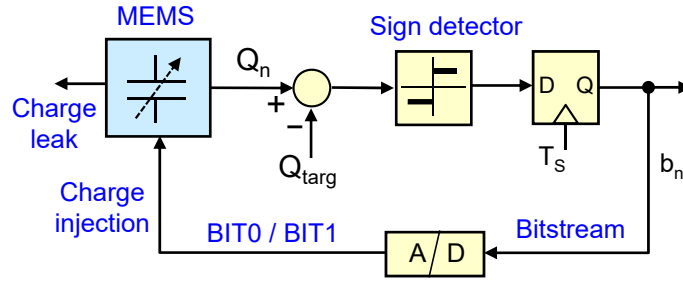 MEMS
Sign detector
Qn
+
−
Qtarg
D Q
TS
bn
Charge
leak
Charge
injection
BIT0 / BIT1
A/D
Bitstream